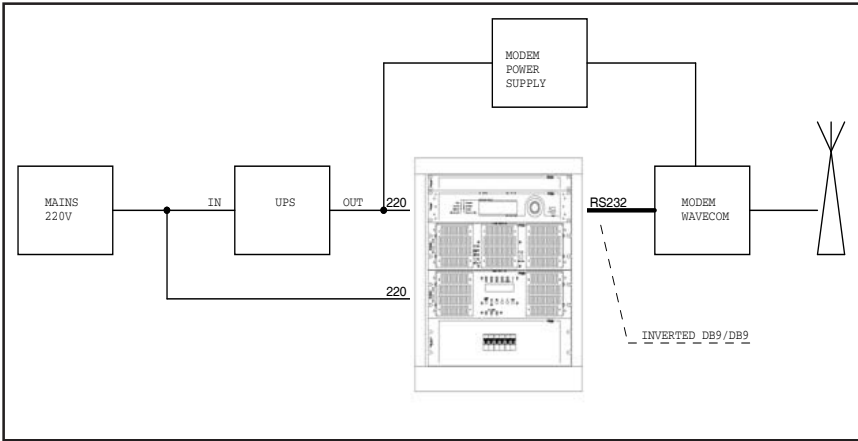 MODEM
POWER
SUPPLY
MAINS
220V
IN
UPS
OUT
220
RS232
MODEM
WAVECOM
220
INVERTED DB9/DB9